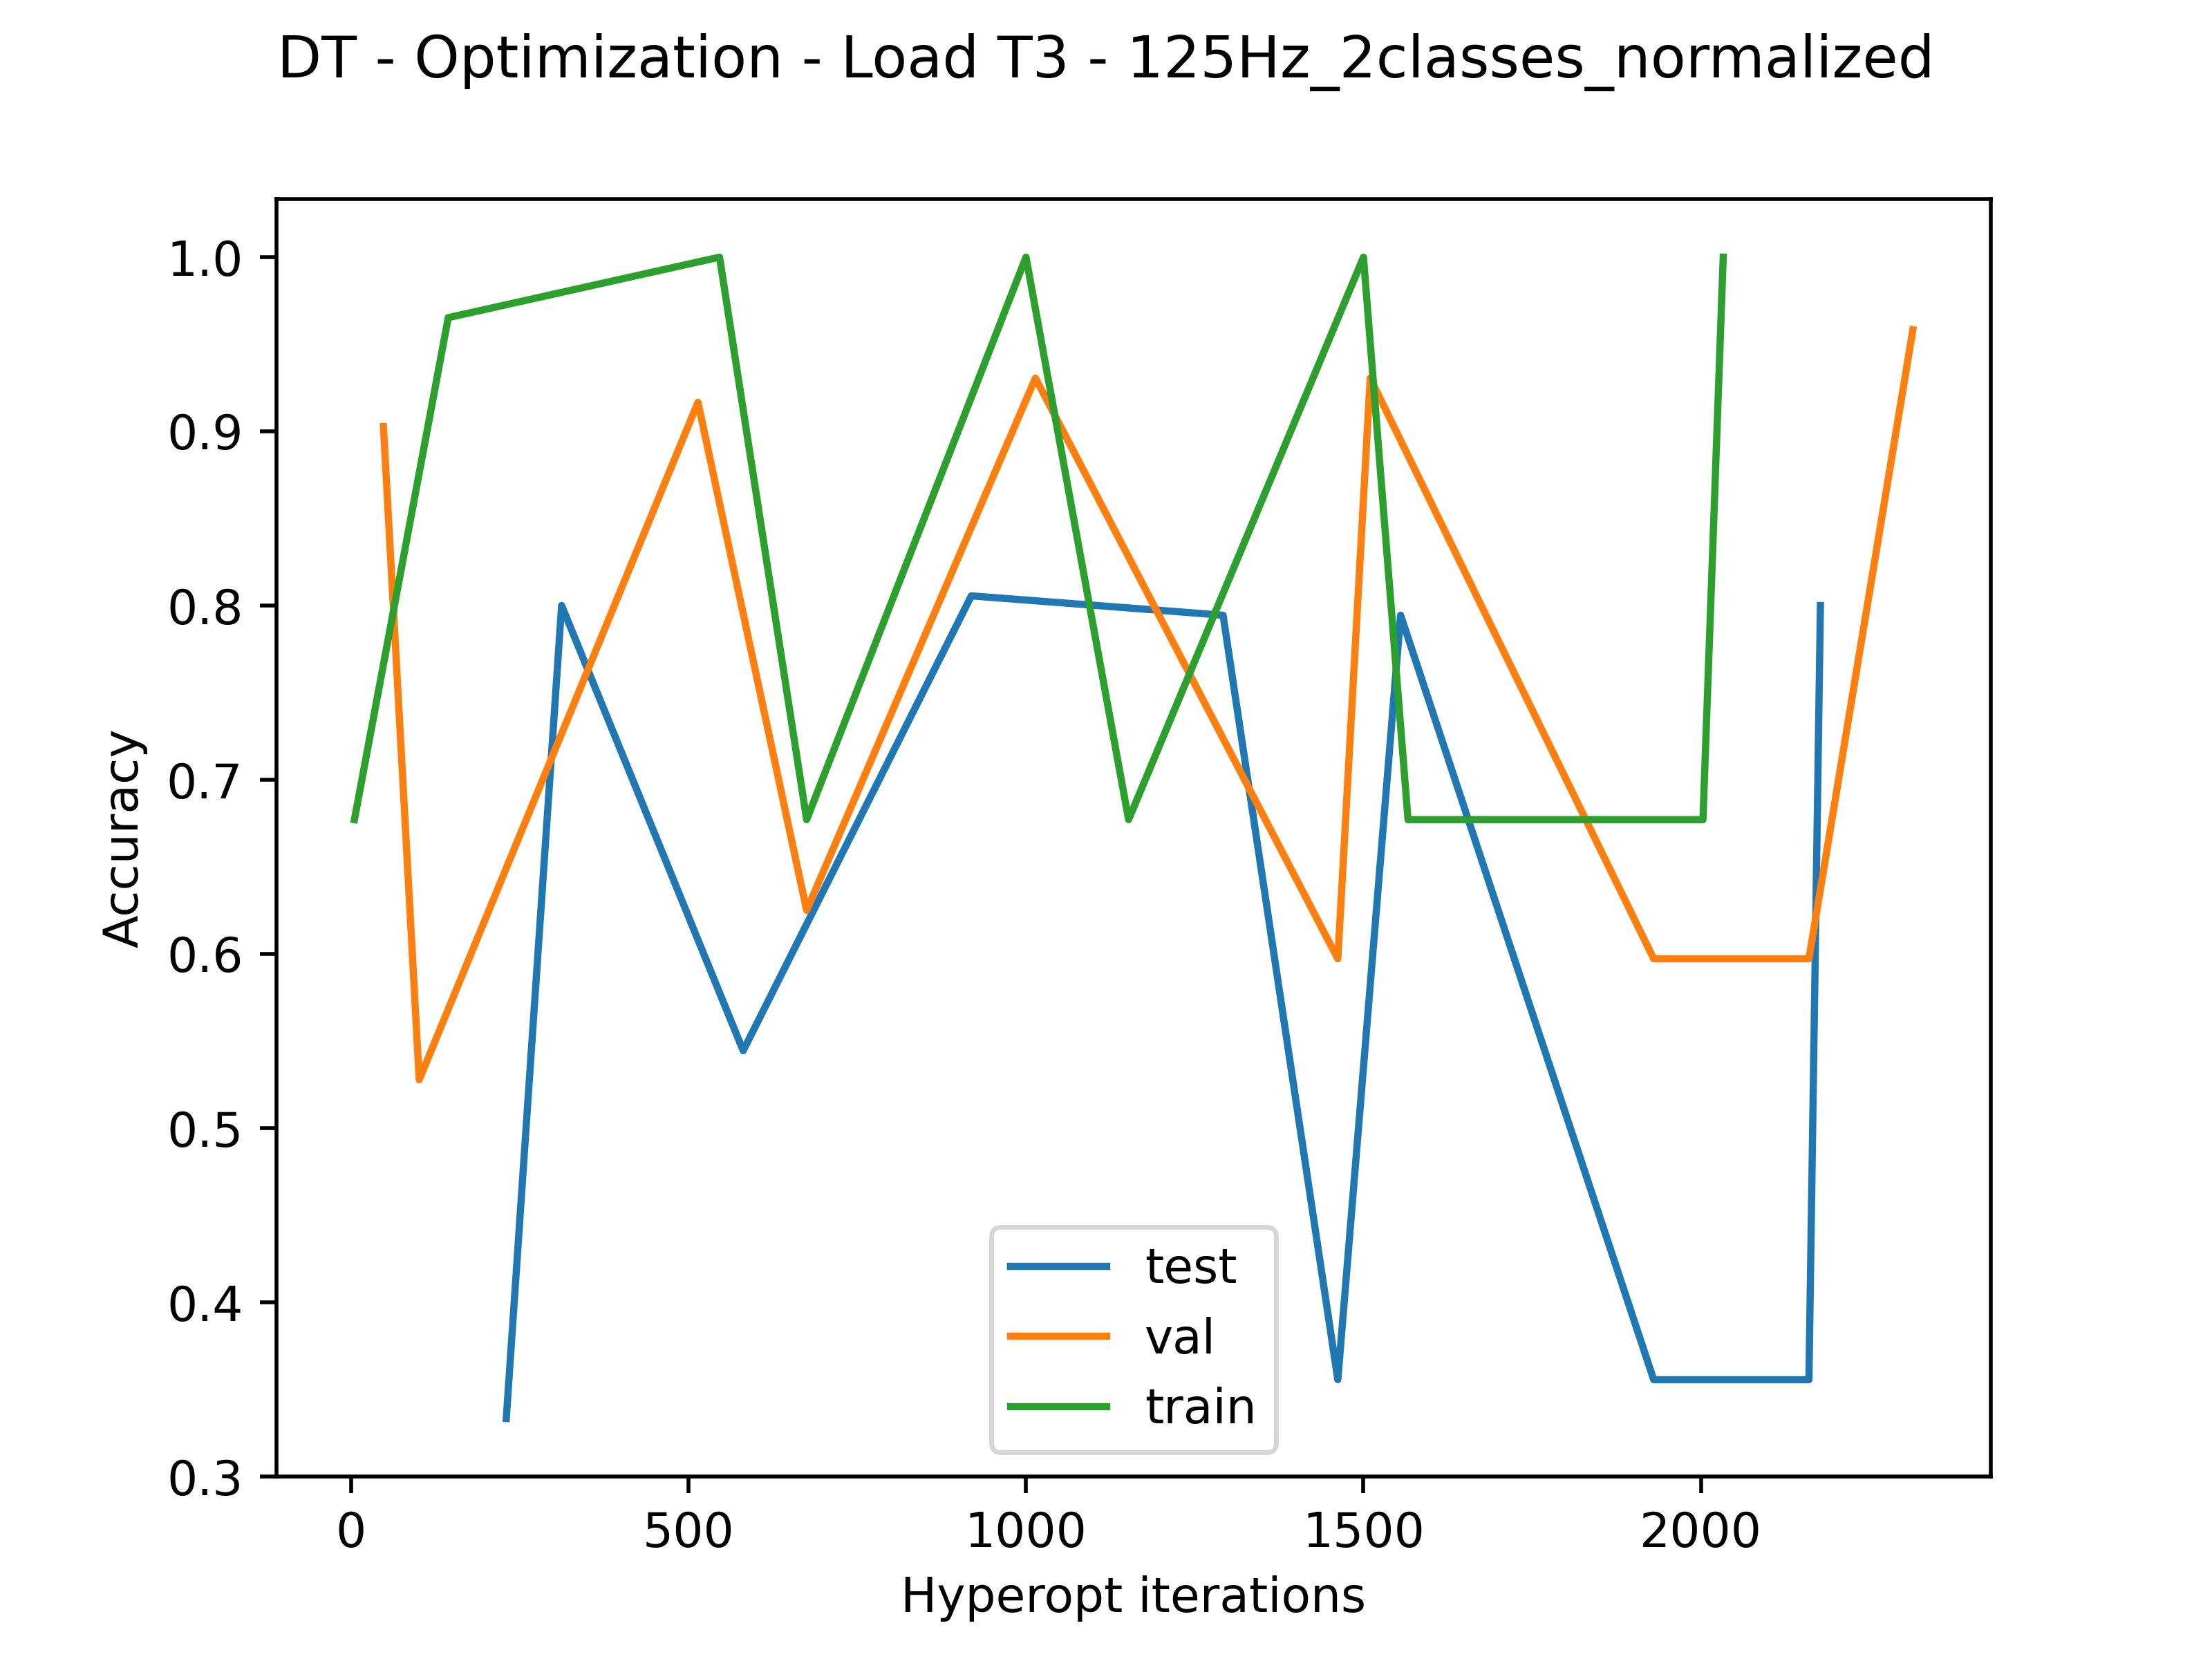 DT - Optimization - Load T3 - 125Hz_2classes_normalized
1.0
0.9
0.8
0.7
0.6
0.5
0.4
0.3
Accuracy
test
val
train
0 500 1000 1500 2000
Hyperopt iterations